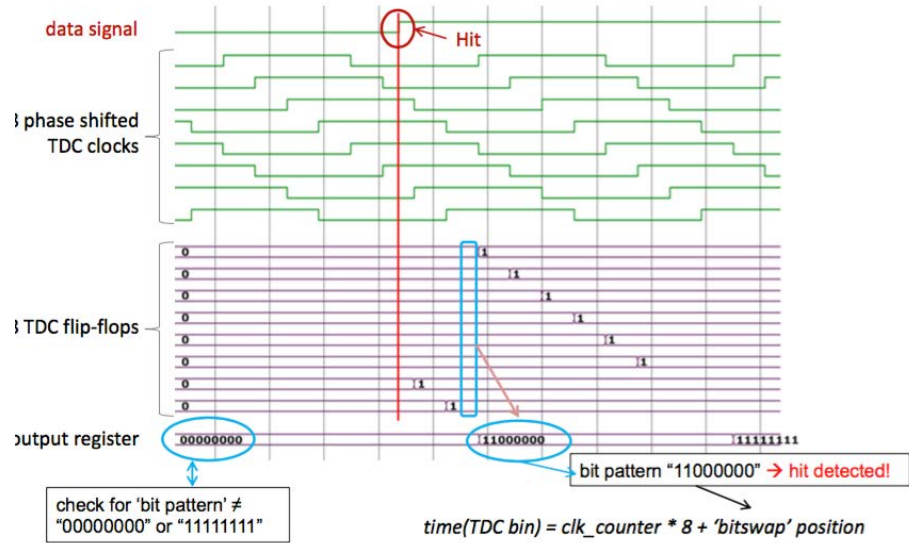 data signal
Hit
8 phase shifted
TDC clocks
0
1
0
1
0
1
0
1
8 TDC flip-flops
0
1
0
1
0
1
0
1
output register
00000000
11000000
11111111
bit pattern “11000000” → hit detected!
check for ‘bit pattern’ ≠
“00000000” or “11111111”
time(TDC bin) = clk_counter * 8 + ‘bitswap’ position